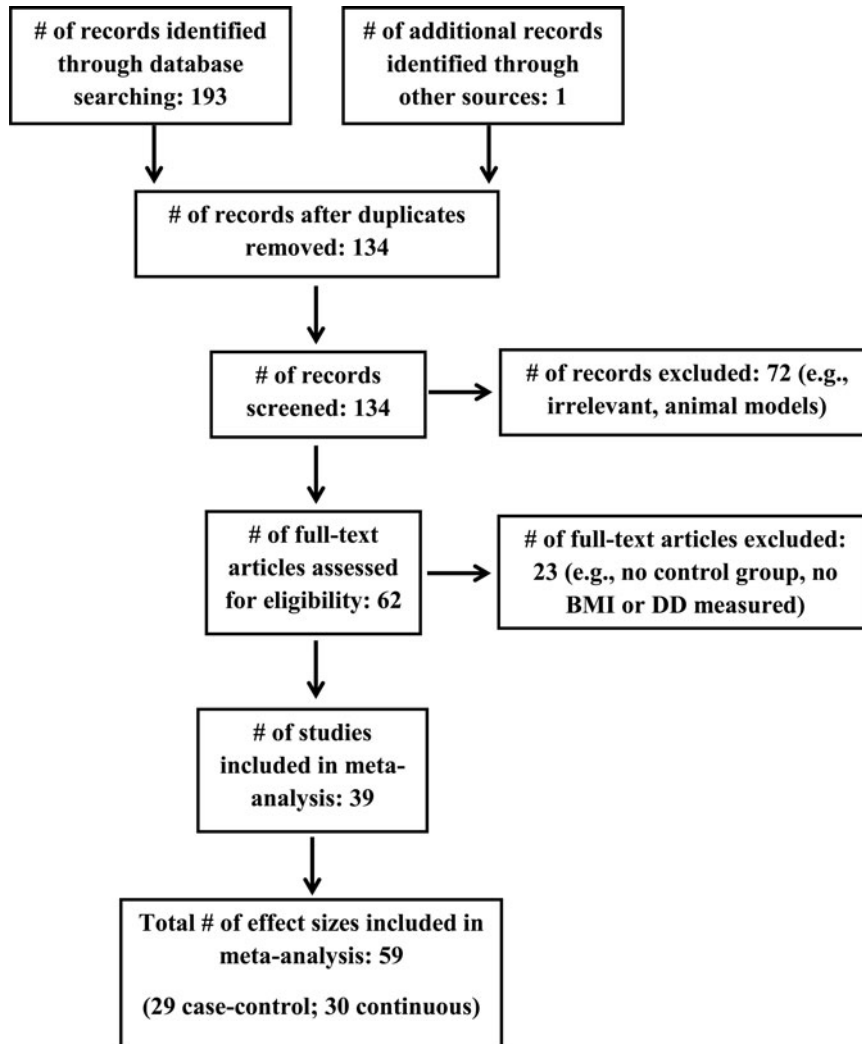 # of records identified
through database
searching: 193
# of additional records
identified through
other sources: 1
# of records after duplicates
removed: 134
# of records
screened: 134
# of records excluded: 72 (e.g.,
irrelevant, animal models)
# of full-text
articles assessed
for eligibility: 62
# of full-text articles excluded:
23 (e.g., no control group, no
BMI or DD measured)
# of studies
included in meta-
analysis: 39
Total # of effect sizes included in
meta-analysis: 59
(29 case-control; 30 continuous)